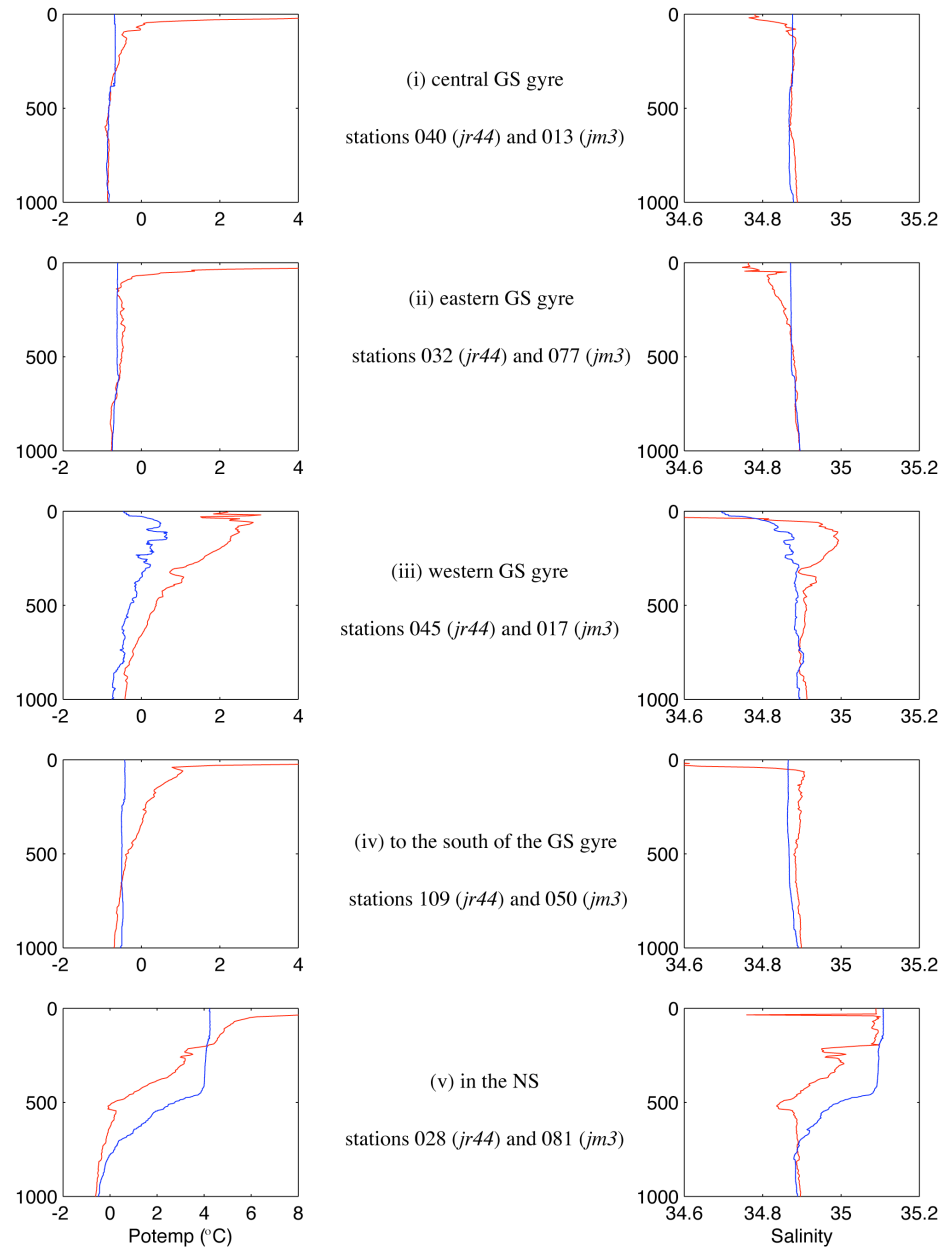 0
500
1000
-2 0 2 4
(i) central GS gyre
stations 040 (jr44) and 013 (jm3)
0
500
1000
34.6 34.8 35 35.2
0
500
1000
-2 0 2 4
(ii) eastern GS gyre
stations 032 (jr44) and 077 (jm3)
0
500
1000
34.6 34.8 35 35.2
0
500
1000
-2 0 2 4
(iii) western GS gyre
stations 045 (jr44) and 017 (jm3)
0
500
1000
34.6 34.8 35 35.2
0
500
1000
-2 0 2 4
(iv) to the south of the GS gyre
stations 109 (jr44) and 050 (jm3)
0
500
1000
34.6 34.8 35 35.2
0
500
1000
-2 0 2 4 6 8
Potemp (°C)
(v) in the NS
stations 028 (jr44) and 081 (jm3)
0
500
1000
34.6 34.8 35 35.2
Salinity